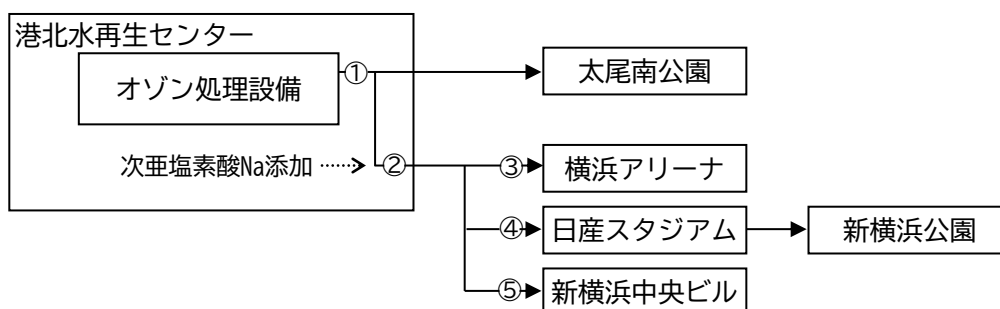 港北水再生センター
オゾン処理設備
①
太尾南公園
次亜塩素酸Na添加
②
③
横浜アリーナ
④
日産スタジアム
新横浜公園
⑤
新横浜中央ビル